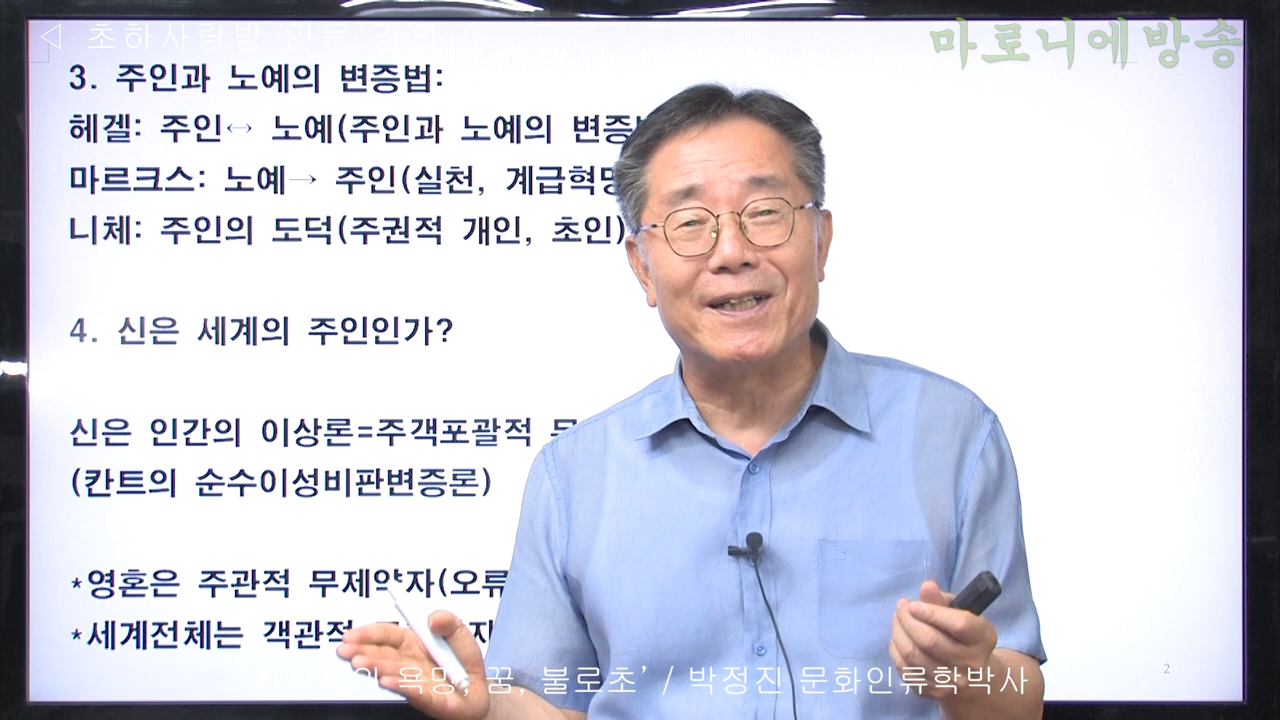 ◁ 초하사랑방 인문 강의
마로니에방송
3. 주인과 노예의 변증법:
헤겔: 주인↔ 노예(주인과 노예의
마르크스: 노예→ 주인(실천, 계급혁명
니체: 주인의 도덕(주권적 개인, 초인)
4. 신은 세계의 주인인가?
신은 인간의 이상론=주객포괄적
(칸트의 순수이성비판변증론)
*영혼은 주관적 무제약자(오류
*세계전체는
욕망, 꿈, 불로초’ / 박정진 문화인류학박사
2